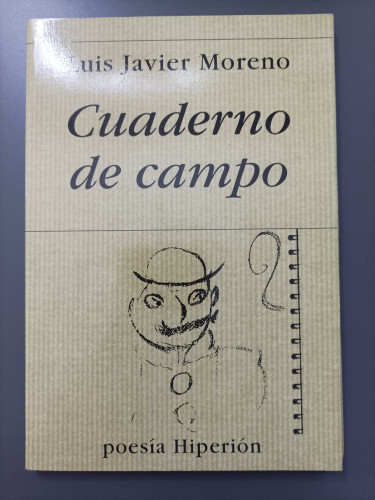 Luis Javier Moreno
Cuaderno
de campo
poesía Hiperión